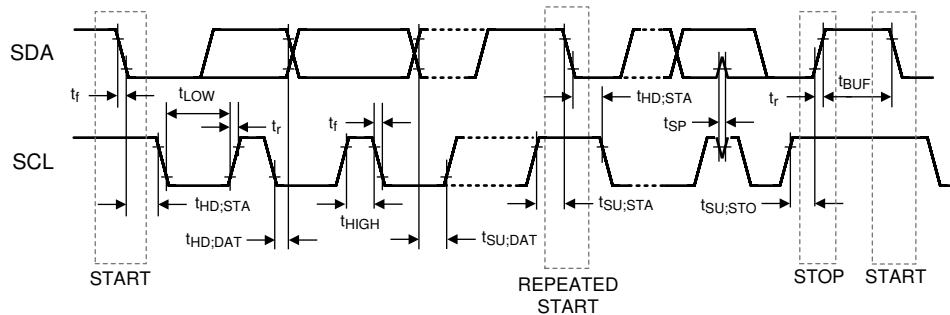 SDA
t_f
t_LOW
t_r
t_f
t_HD;STA
t_SP
t_r
t_BUF
SCL
t_HD;STA
t_HD;DAT
t_HIGH
t_SU;DAT
t_SU;STA
t_SU;STO
START
REPEATED
START
STOP
START